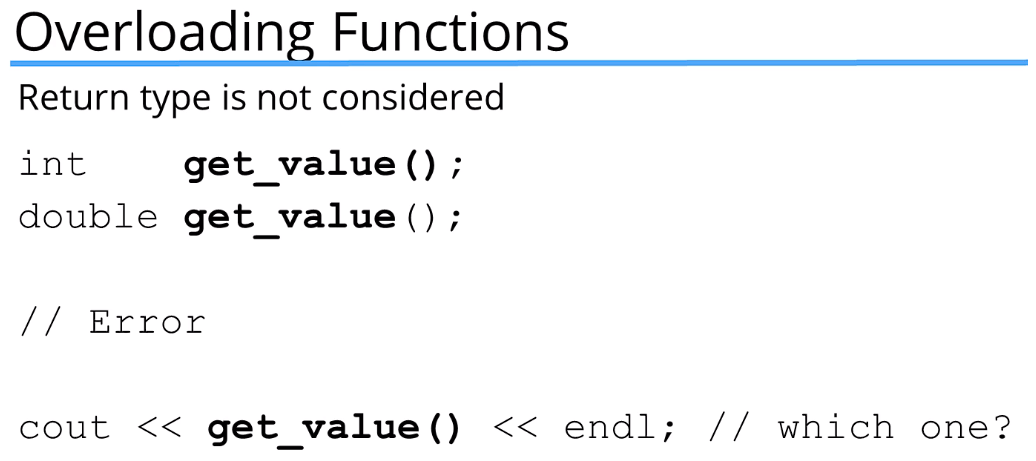 Overloading Functions
Return type is not considered
int    get_value();
double get_value();
// Error
cout << get_value() << endl; // which one?